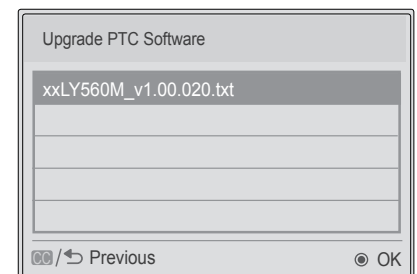 Upgrade PTC Software
xxLY560M_v1.00.020.txt
CC / Previous
OK